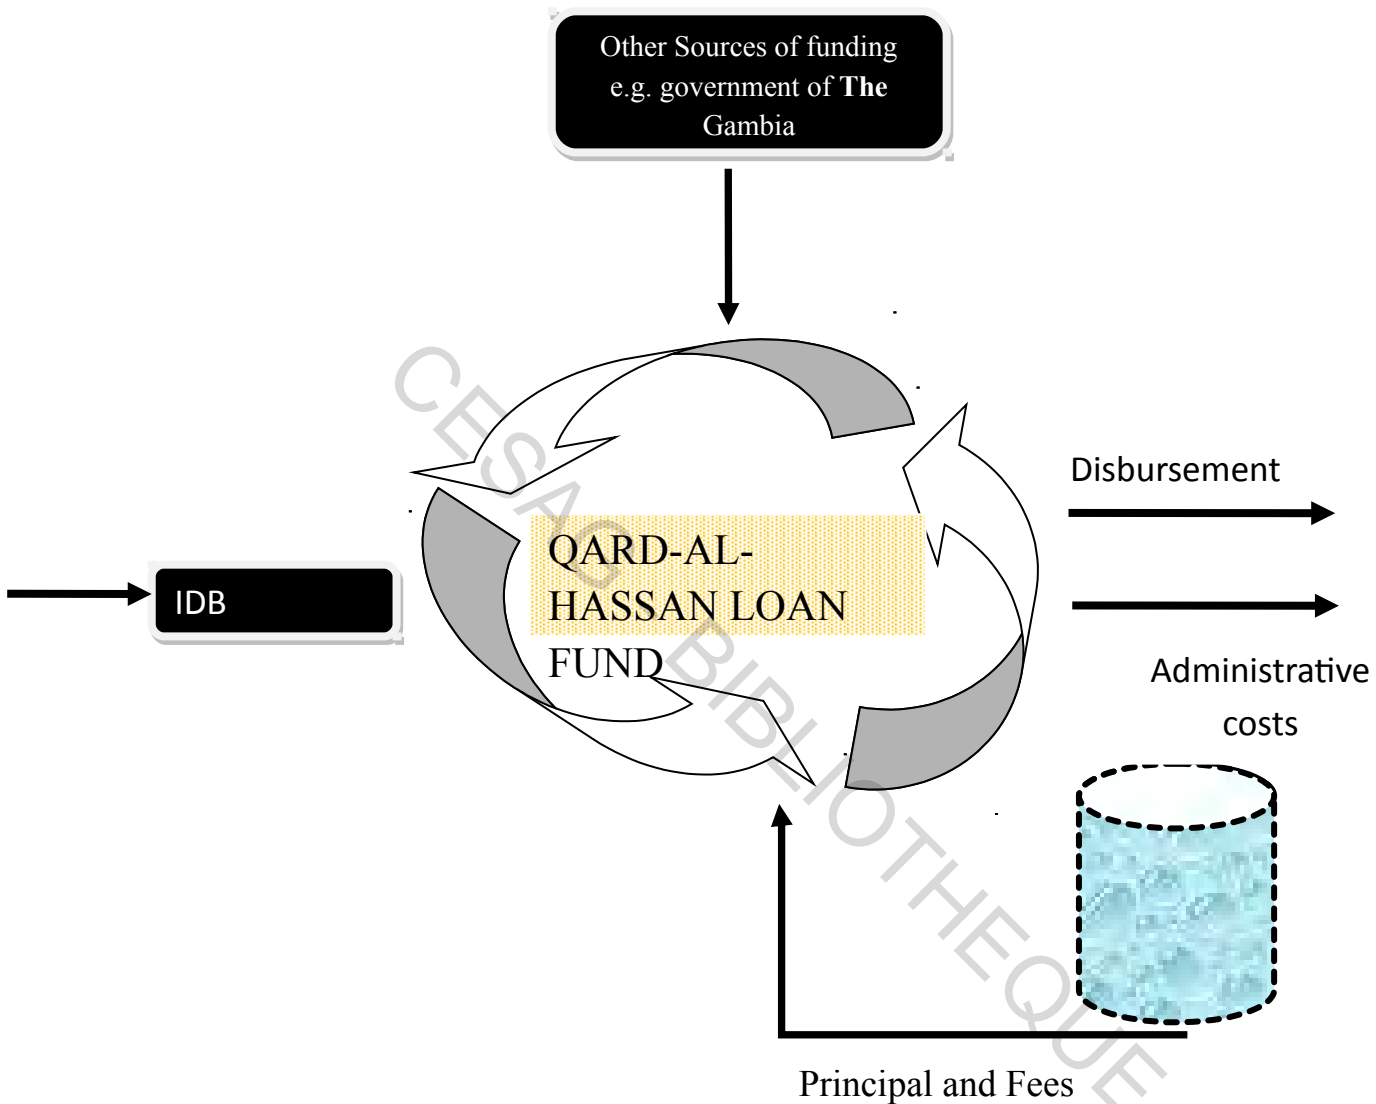 Other Sources of funding
e.g. government of The
Gambia
Disbursement
QARD-AL-
HASSAN LOAN
FUND
IDB
Administrative
costs
Principal and Fees
CESAG BIBLIOTHEQUE